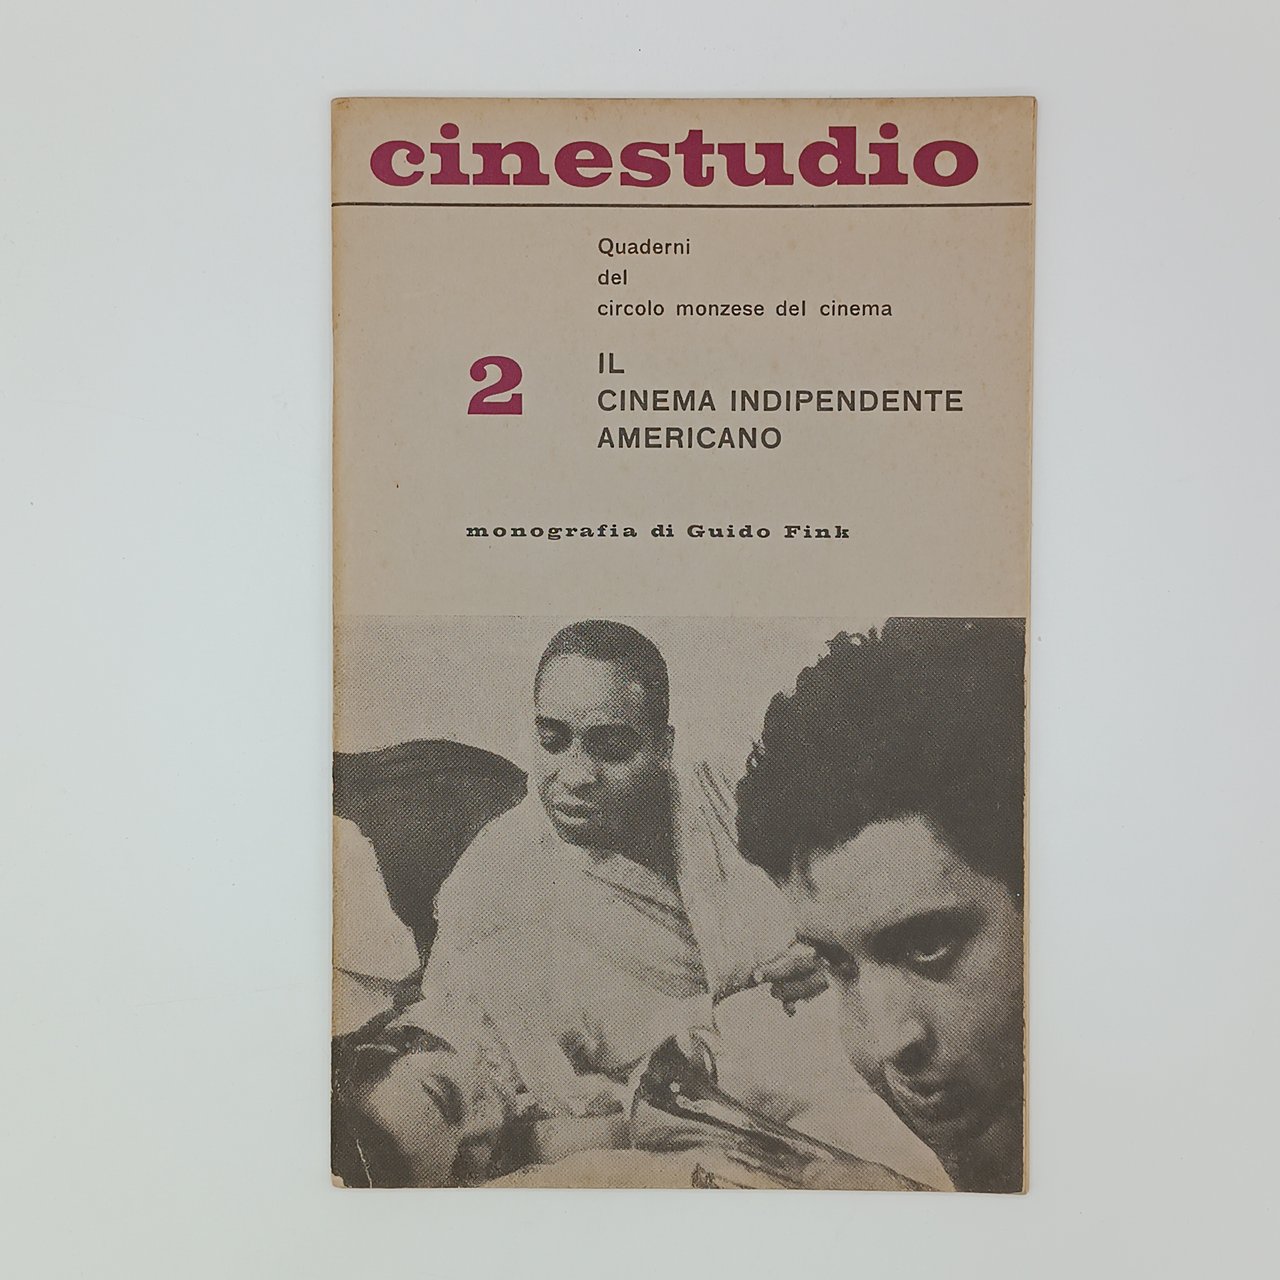 cinestudio
Quaderni
del
circolo monzese del cinema
2
IL
CINEMA INDIPENDENTE
AMERICANO
monografia di Guido Fink